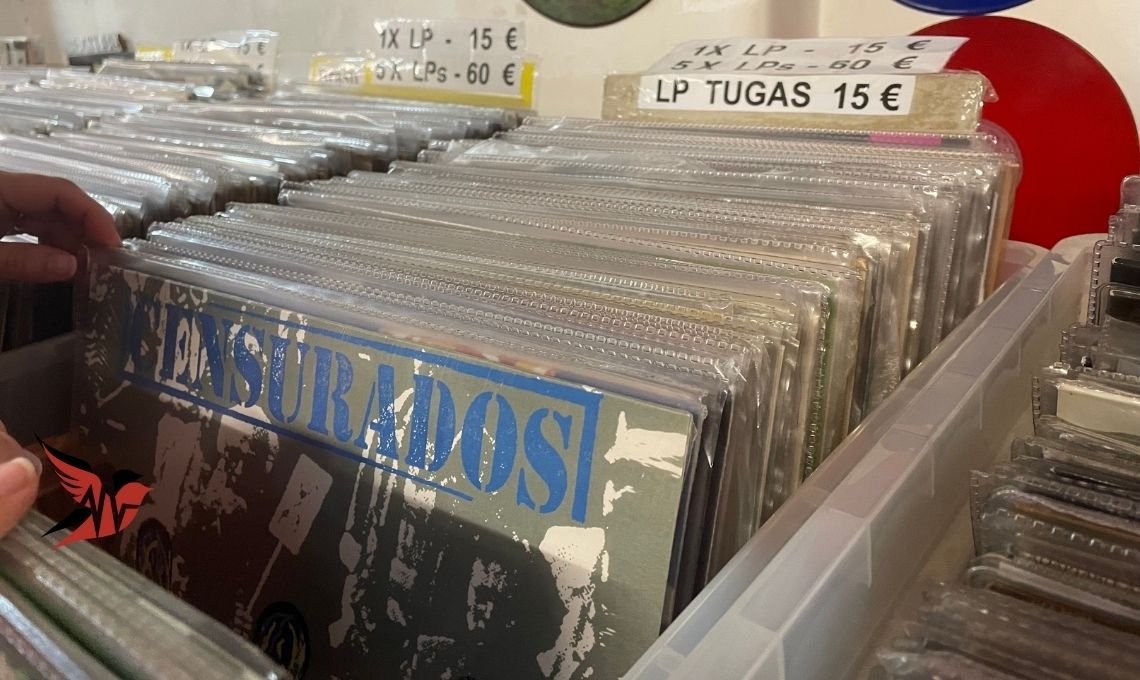 1X LP - 15 €
5X LPs - 60 €
1X LP - 15 €
5X LPs - 60 €
LP TUGAS 15 €
CENSURADOS